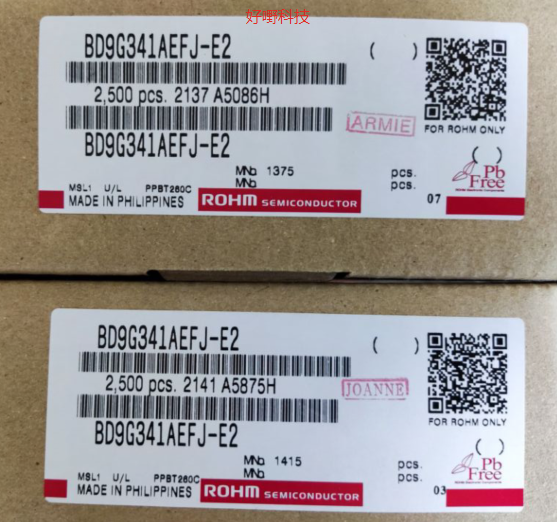 好嘢科技
BD9G341AEFJ-E2 ( )
2,500 pcs. 2137 A5086H
ARMIE
BD9G341AEFJ-E2
FOR ROHM ONLY
( )
MNo 1375 pcs.
MNo pcs.
Pb
Free
MSL1 U/L PPBT260C
MADE IN PHILIPPINES
ROHM SEMICONDUCTOR
07
BD9G341AEFJ-E2 ( )
2,500 pcs. 2141 A5875H
JOANNE
BD9G341AEFJ-E2
FOR ROHM ONLY
( )
MNo 1415 pcs.
MNo pcs.
Pb
Free
MSL1 U/L PPBT260C
MADE IN PHILIPPINES
ROHM SEMICONDUCTOR
03